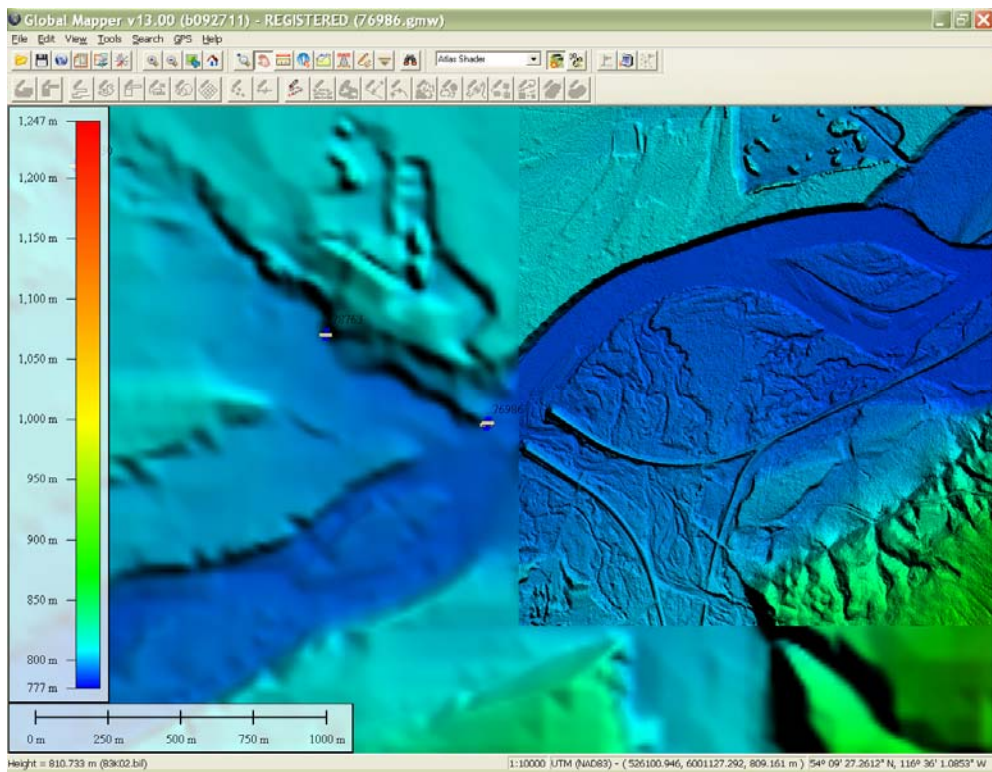 Global Mapper v13.00 (b092711) - REGISTERED (76986.gmw)
File Edit View Tools Search GPS Help
Atlas Shader
1,247 m
1,200 m
1,150 m
1,100 m
1,050 m
1,000 m
950 m
900 m
850 m
800 m
777 m
76986
0 m 250 m 500 m 750 m 1000 m
Height = 810.733 m (83K02.bil)
1:10000 UTM (NAD83) - ( 526100.946, 6001127.292, 809.161 m ) 54° 09' 27.2612" N, 116° 36' 1.0853" W